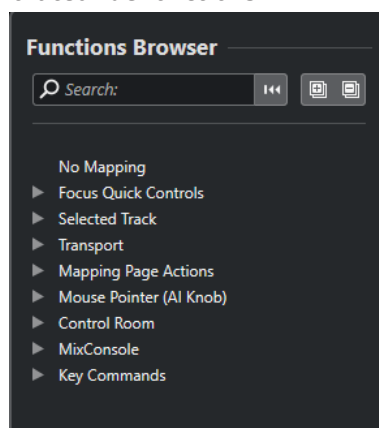 Functions Browser
Search:
No Mapping
Focus Quick Controls
Selected Track
Transport
Mapping Page Actions
Mouse Pointer (AI Knob)
Control Room
MixConsole
Key Commands